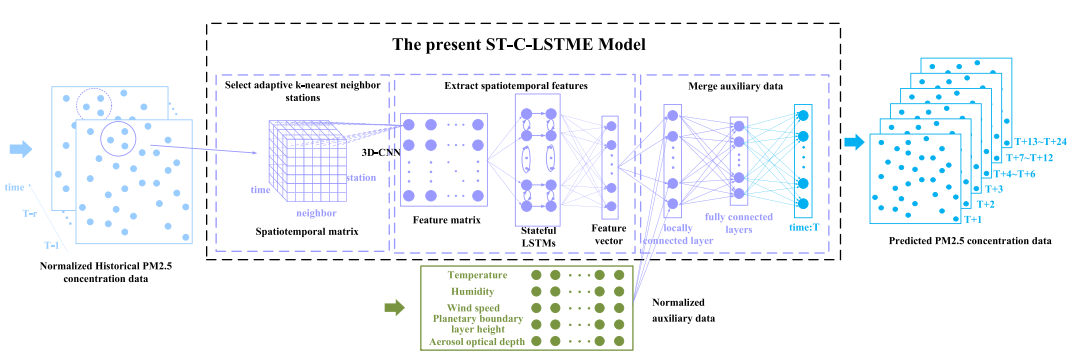 The present ST-C-LSTME Model
Select adaptive k-nearest neighbor
stations
Extract spatiotemporal features
Merge auxiliary data
time
T-r
T-1
Normalized Historical PM2.5
concentration data
time
station
neighbor
Spatiotemporal matrix
3D-CNN
Feature matrix
Stateful
LSTMs
Feature
vector
locally
connected layer
fully connected
layers
time:T
T+13~T+24
T+7~T+12
T+4~T+6
T+3
T+2
T+1
Predicted PM2.5 concentration data
Temperature
Humidity
Wind speed
Planetary boundary
layer height
Aerosol optical depth
Normalized
auxiliary data